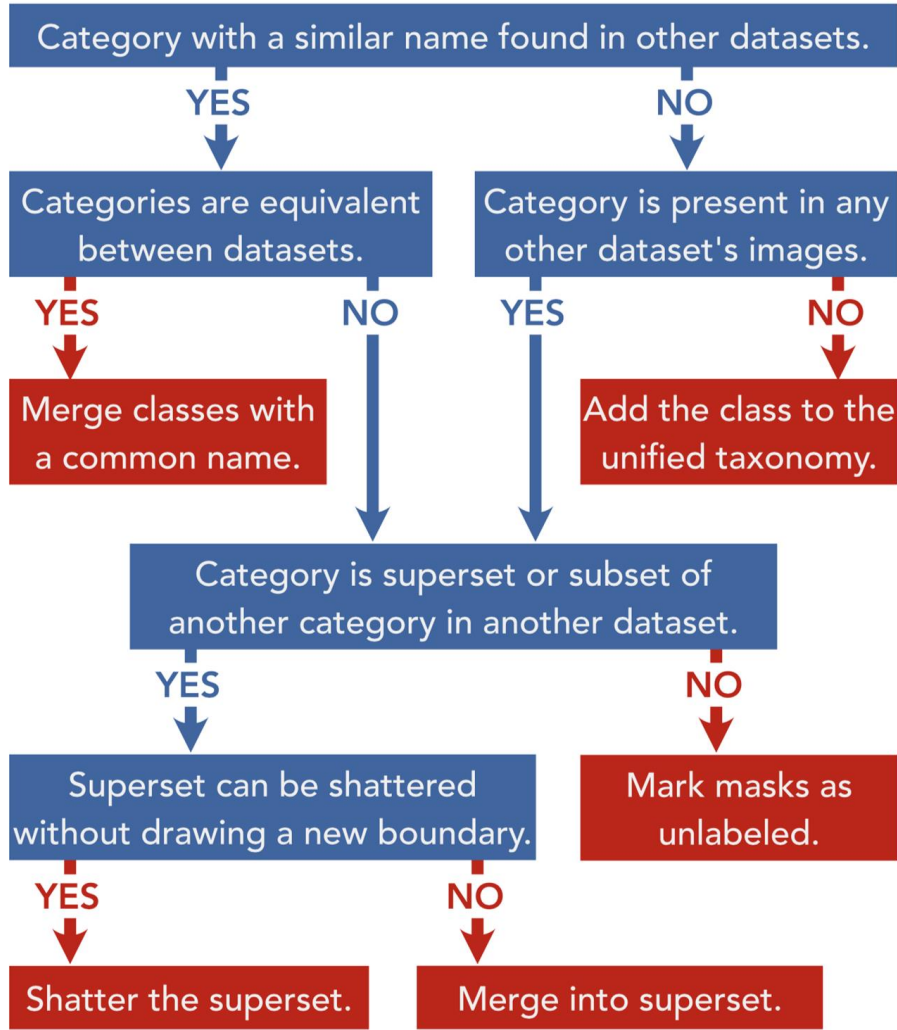 Category with a similar name found in other datasets.
YES
NO
Categories are equivalent
between datasets.
Category is present in any
other dataset's images.
YES
NO
YES
NO
Merge classes with
a common name.
Add the class to the
unified taxonomy.
Category is superset or subset of
another category in another dataset.
YES
NO
Superset can be shattered
without drawing a new boundary.
Mark masks as
unlabeled.
YES
NO
Shatter the superset.
Merge into superset.